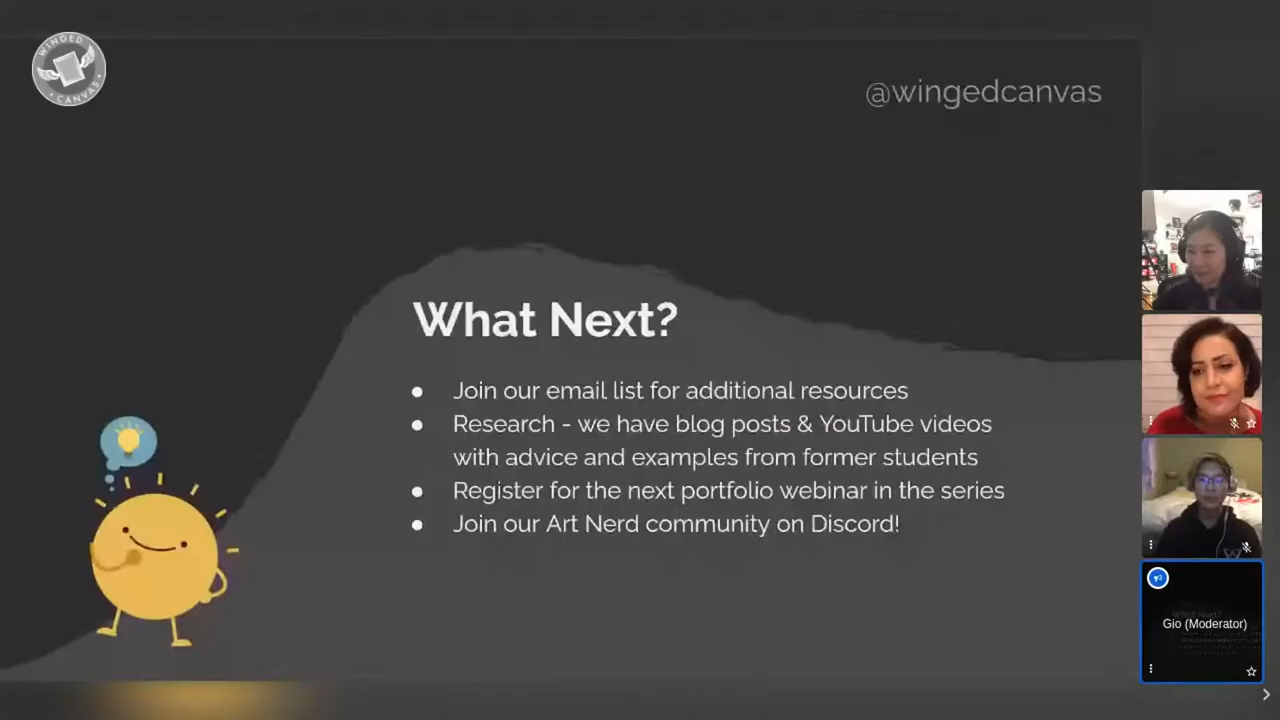 WINGED
CANVAS
@wingedcanvas
What Next?
● Join our email list for additional resources
● Research - we have blog posts & YouTube videos
with advice and examples from former students
● Register for the next portfolio webinar in the series
● Join our Art Nerd community on Discord!
Gio (Moderator)